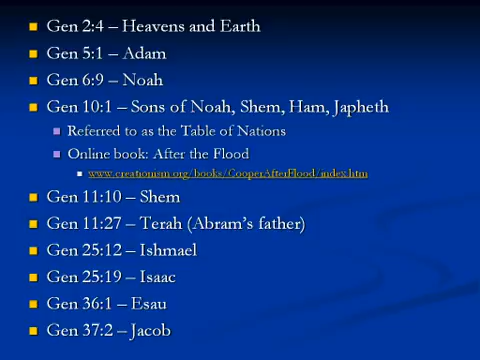 Gen 2:4 – Heavens and Earth
Gen 5:1 – Adam
Gen 6:9 – Noah
Gen 10:1 – Sons of Noah, Shem, Ham, Japheth
Referred to as the Table of Nations
Online book: After the Flood
www.creationism.org/books/CooperAfterFlood/index.htm
Gen 11:10 – Shem
Gen 11:27 – Terah (Abram’s father)
Gen 25:12 – Ishmael
Gen 25:19 – Isaac
Gen 36:1 – Esau
Gen 37:2 – Jacob